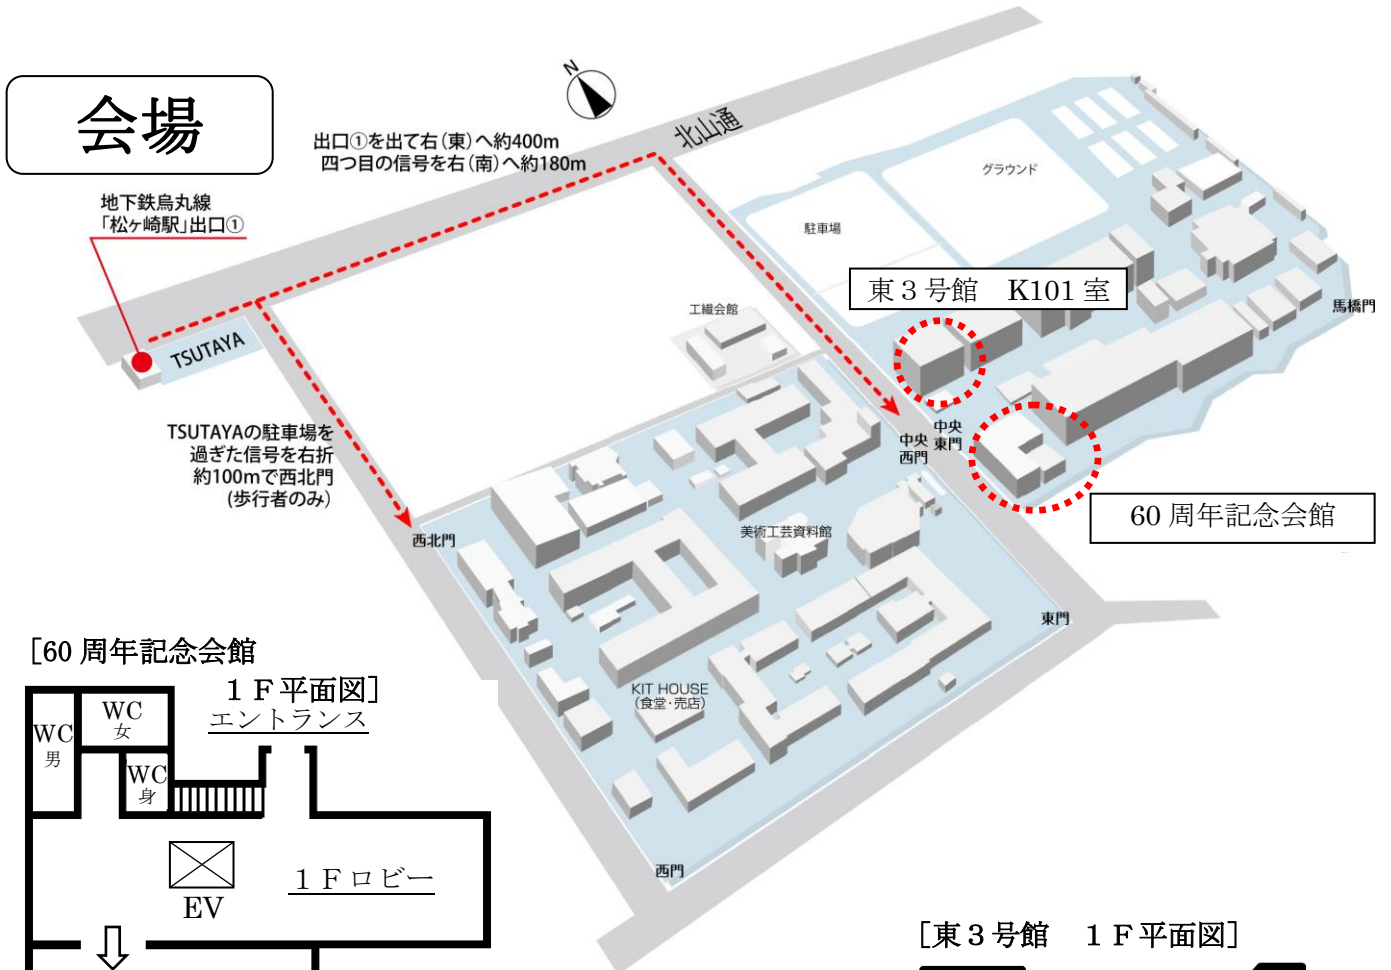 会場
N
北山通
出口①を出て右(東)へ約400m
四つ目の信号を右(南)へ約180m
地下鉄烏丸線
「松ヶ崎駅」出口①
TSUTAYA
グラウンド
駐車場
東３号館　K101 室
工繊会館
馬橋門
TSUTAYAの駐車場を
過ぎた信号を右折
約100mで西北門
(歩行者のみ)
中央
西門
中央
東門
60 周年記念会館
西北門
美術工芸資料館
東門
KIT HOUSE
(食堂・売店)
西門
［60 周年記念会館
１Ｆ平面図］
エントランス
WC
男
WC
女
WC
身
EV
１Ｆロビー
［東３号館　１Ｆ平面図］